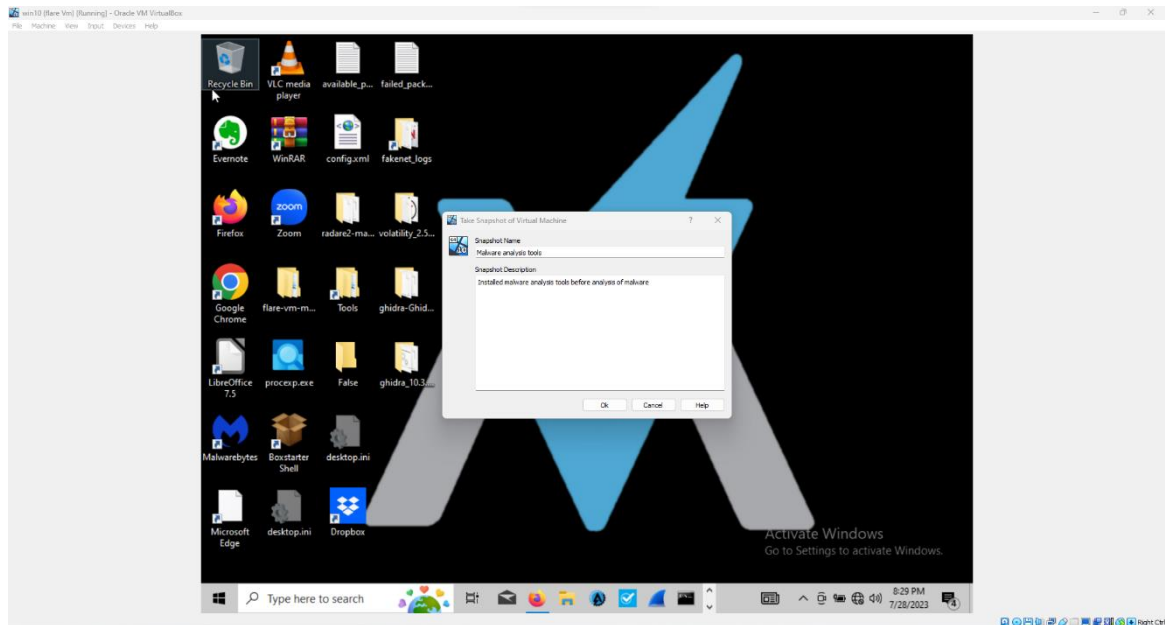 win10 (flare Vm) [Running] - Oracle VM VirtualBox
File Machine View Input Devices Help
Recycle Bin
VLC media
player
available_p...
failed_pack...
Evernote
WinRAR
config.xml
fakenet_logs
Firefox
zoom
Zoom
radare2-ma...
volatility_2.5...
Google
Chrome
flare-vm-m...
Tools
ghidra-Ghid...
LibreOffice
7.5
procexp.exe
False
ghidra_10.3....
Malwarebytes
Boxstarter
Shell
desktop.ini
Microsoft
Edge
desktop.ini
Dropbox
Take Snapshot of Virtual Machine
Snapshot Name
Malware analysis tools
Snapshot Description
Installed malware analysis tools before analysis of malware
Ok Cancel Help
Activate Windows
Go to Settings to activate Windows.
Type here to search
8:29 PM
7/28/2023
4
Right Ctrl